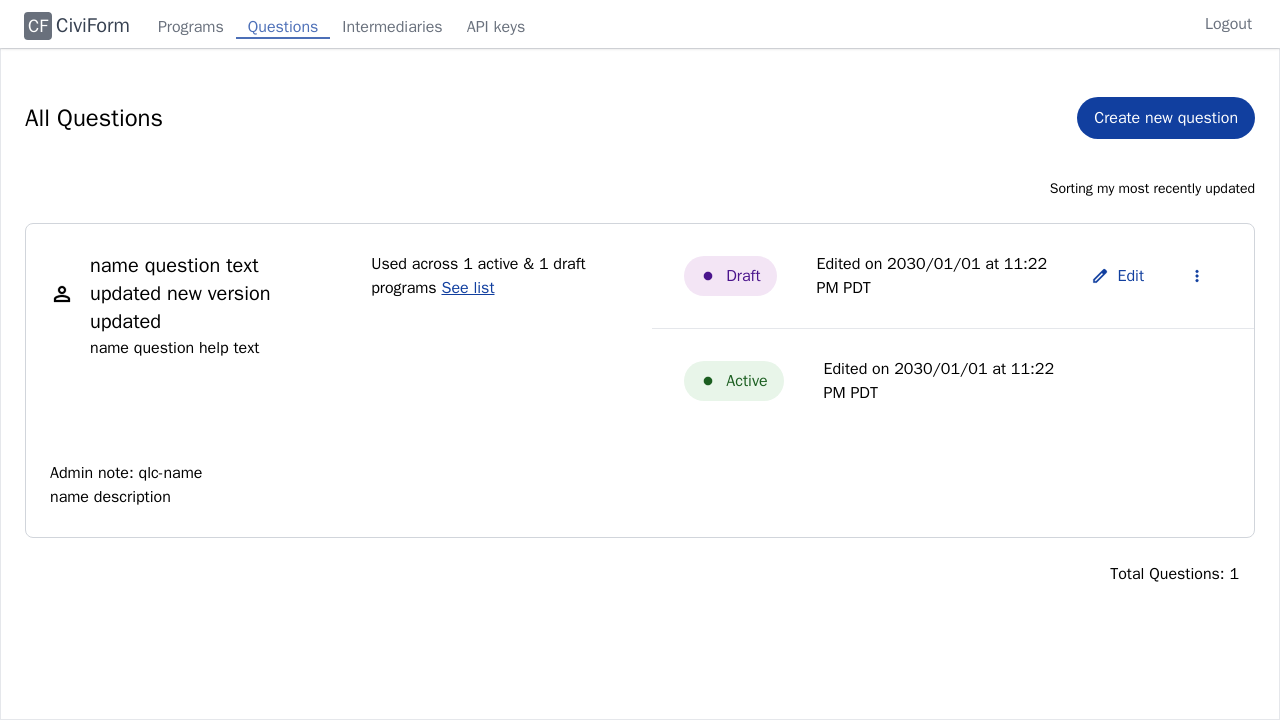 CF CiviForm Programs Questions Intermediaries API keys Logout
All Questions
Create new question
Sorting my most recently updated
name question text
updated new version
updated
name question help text
Used across 1 active & 1 draft
programs See list
Draft
Edited on 2030/01/01 at 11:22
PM PDT
Edit
Active
Edited on 2030/01/01 at 11:22
PM PDT
Admin note: qlc-name
name description
Total Questions: 1